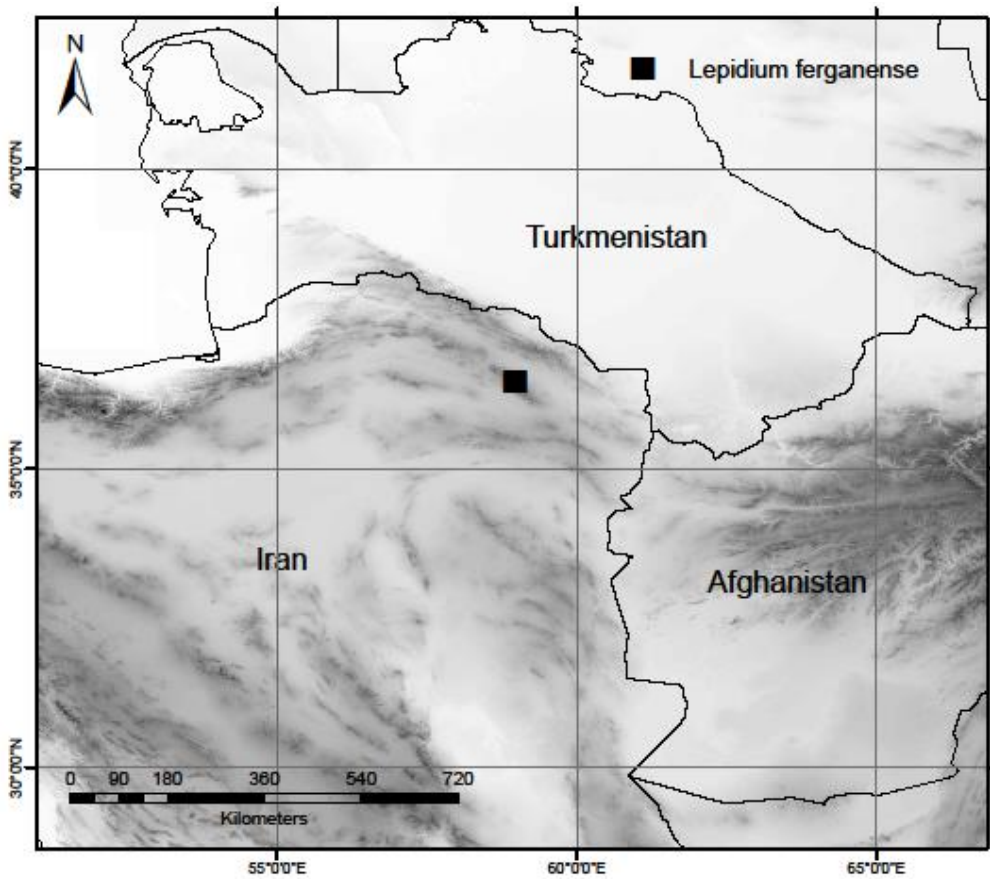 N
Lepidium ferganense
40°0'0"N
Turkmenistan
35°0'0"N
Iran
Afghanistan
30°0'0"N
0 90 180 360 540 720
Kilometers
55°0'0"E 60°0'0"E 65°0'0"E